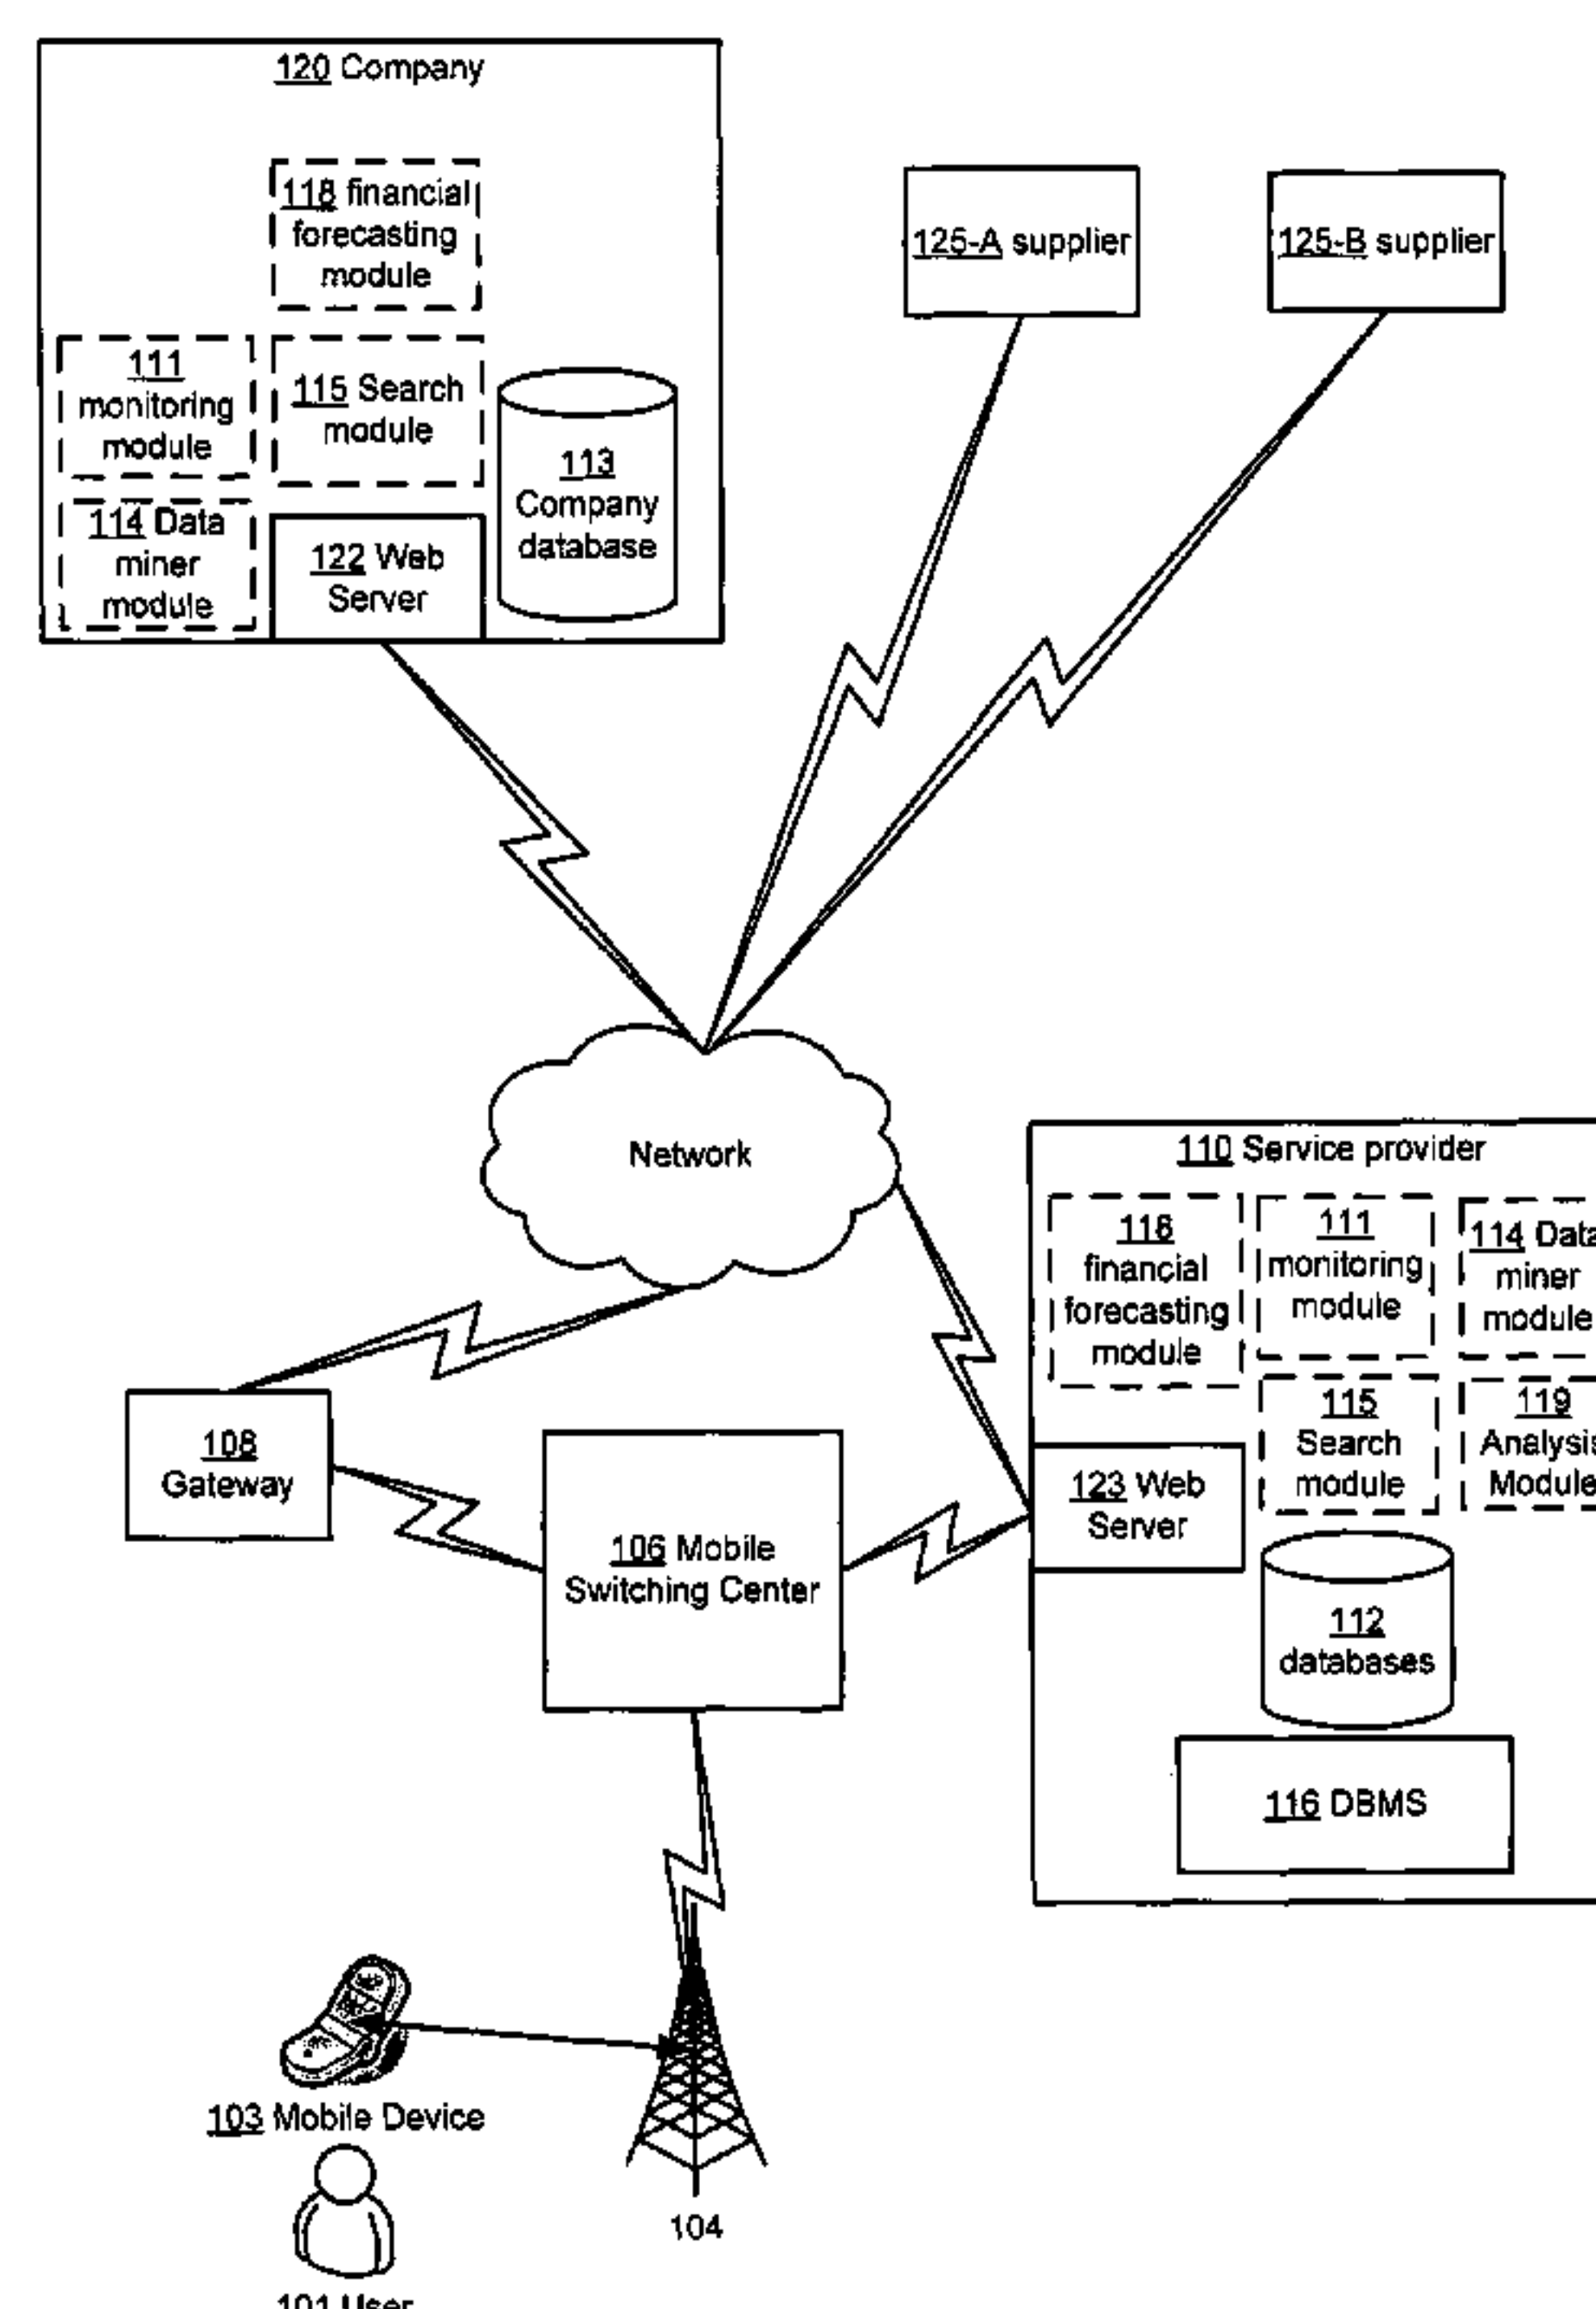 120 Company
118 financial
forecasting
module
111
monitoring
module
115 Search
module
113
Company
database
114 Data
miner
module
122 Web
Server
125-A supplier
125-B supplier
Network
110 Service provider
118
financial
forecasting
module
111
monitoring
module
114 Data
miner
module
115
Search
module
119
Analysis
Module
108
Gateway
123 Web
Server
106 Mobile
Switching Center
112
databases
116 DBMS
103 Mobile Device
104
101 User